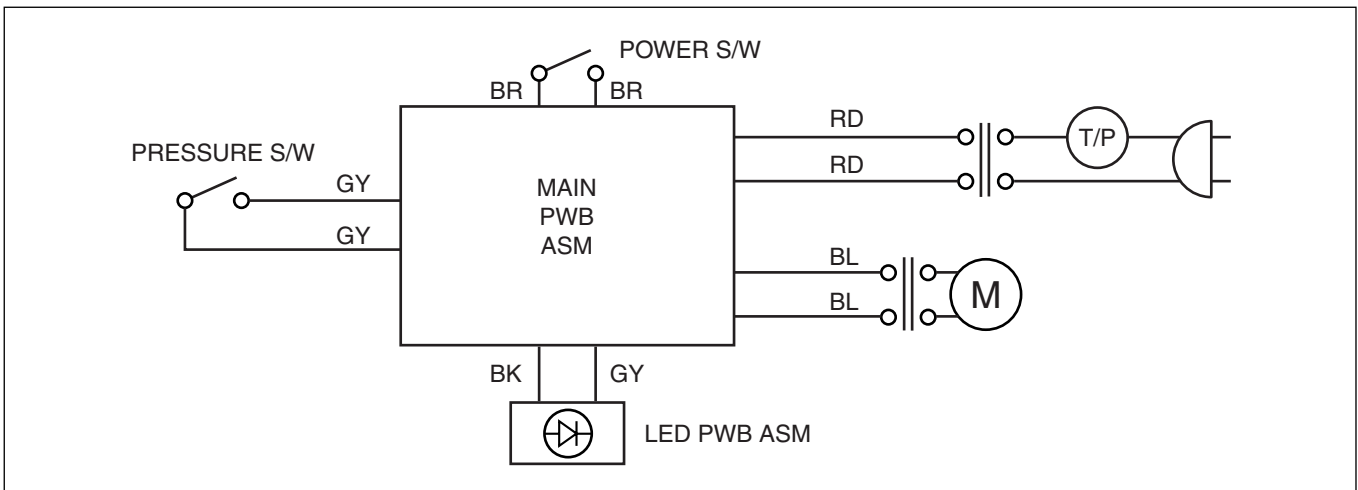 POWER S/W
BR
BR
RD
T/P
PRESSURE S/W
GY
RD
MAIN
PWB
ASM
GY
BL
M
BL
BK
GY
LED PWB ASM